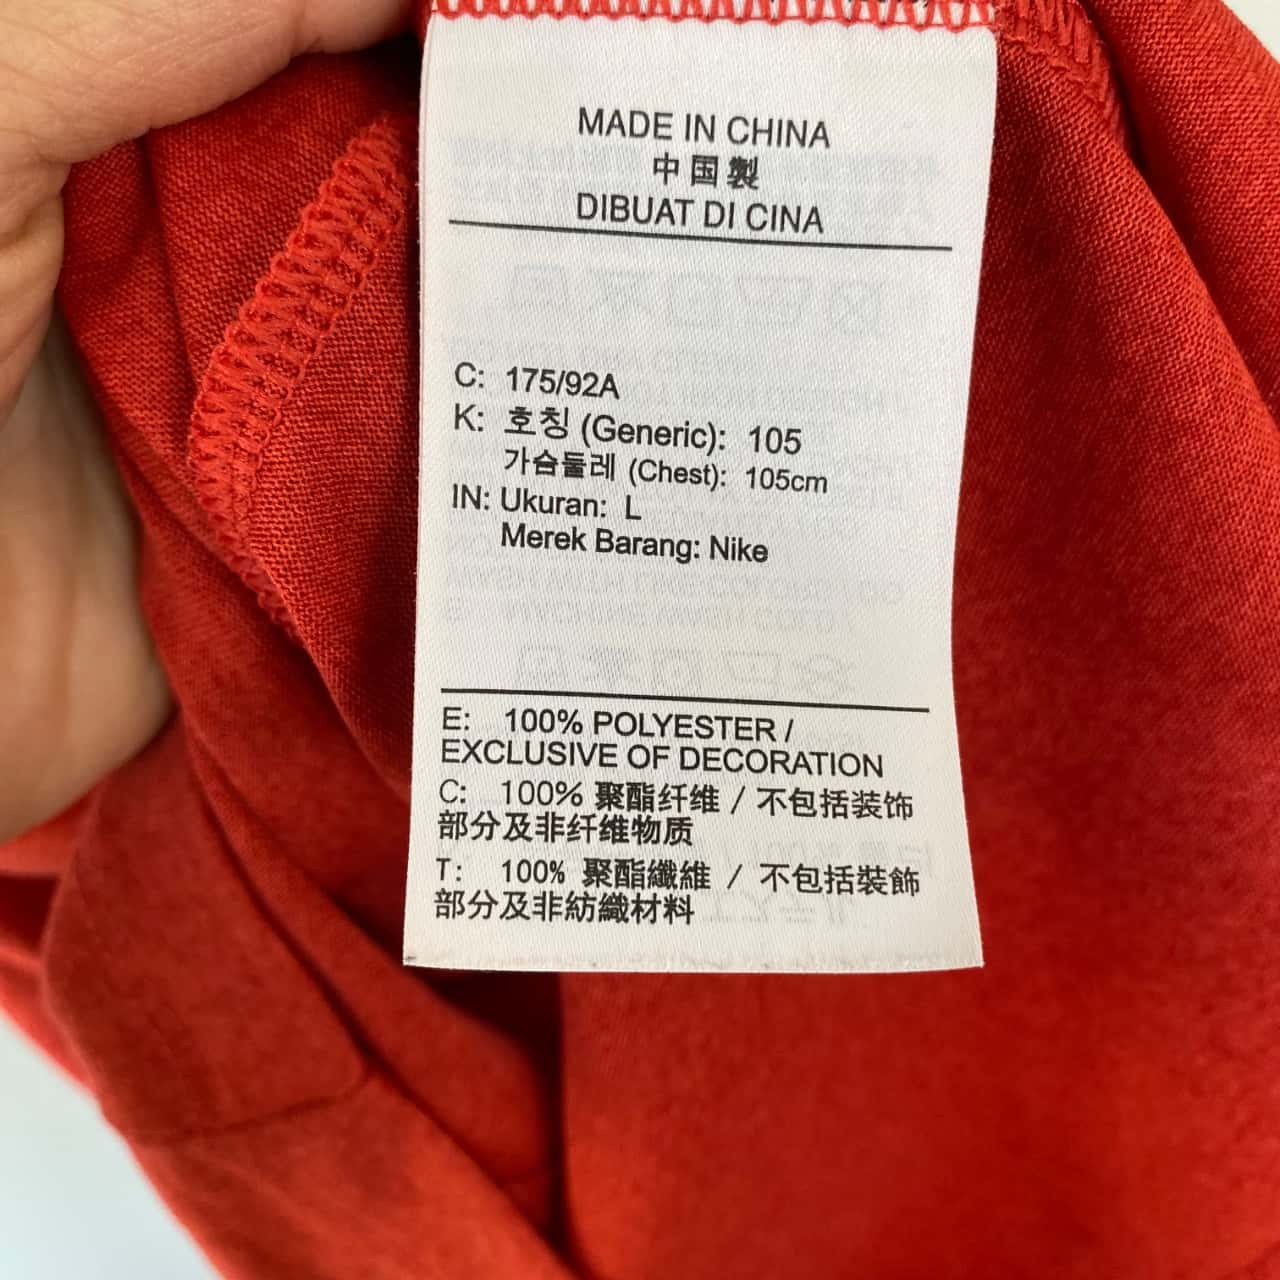 MADE IN CHINA
中国製
DIBUAT DI CINA
C: 175/92A
K: 호칭 (Generic): 105
가슴둘레 (Chest): 105cm
IN: Ukuran: L
Merek Barang: Nike
E: 100% POLYESTER /
EXCLUSIVE OF DECORATION
C: 100% 聚酯纤维 / 不包括装饰
部分及非纤维物质
T: 100% 聚酯纖維 / 不包括裝飾
部分及非紡織材料